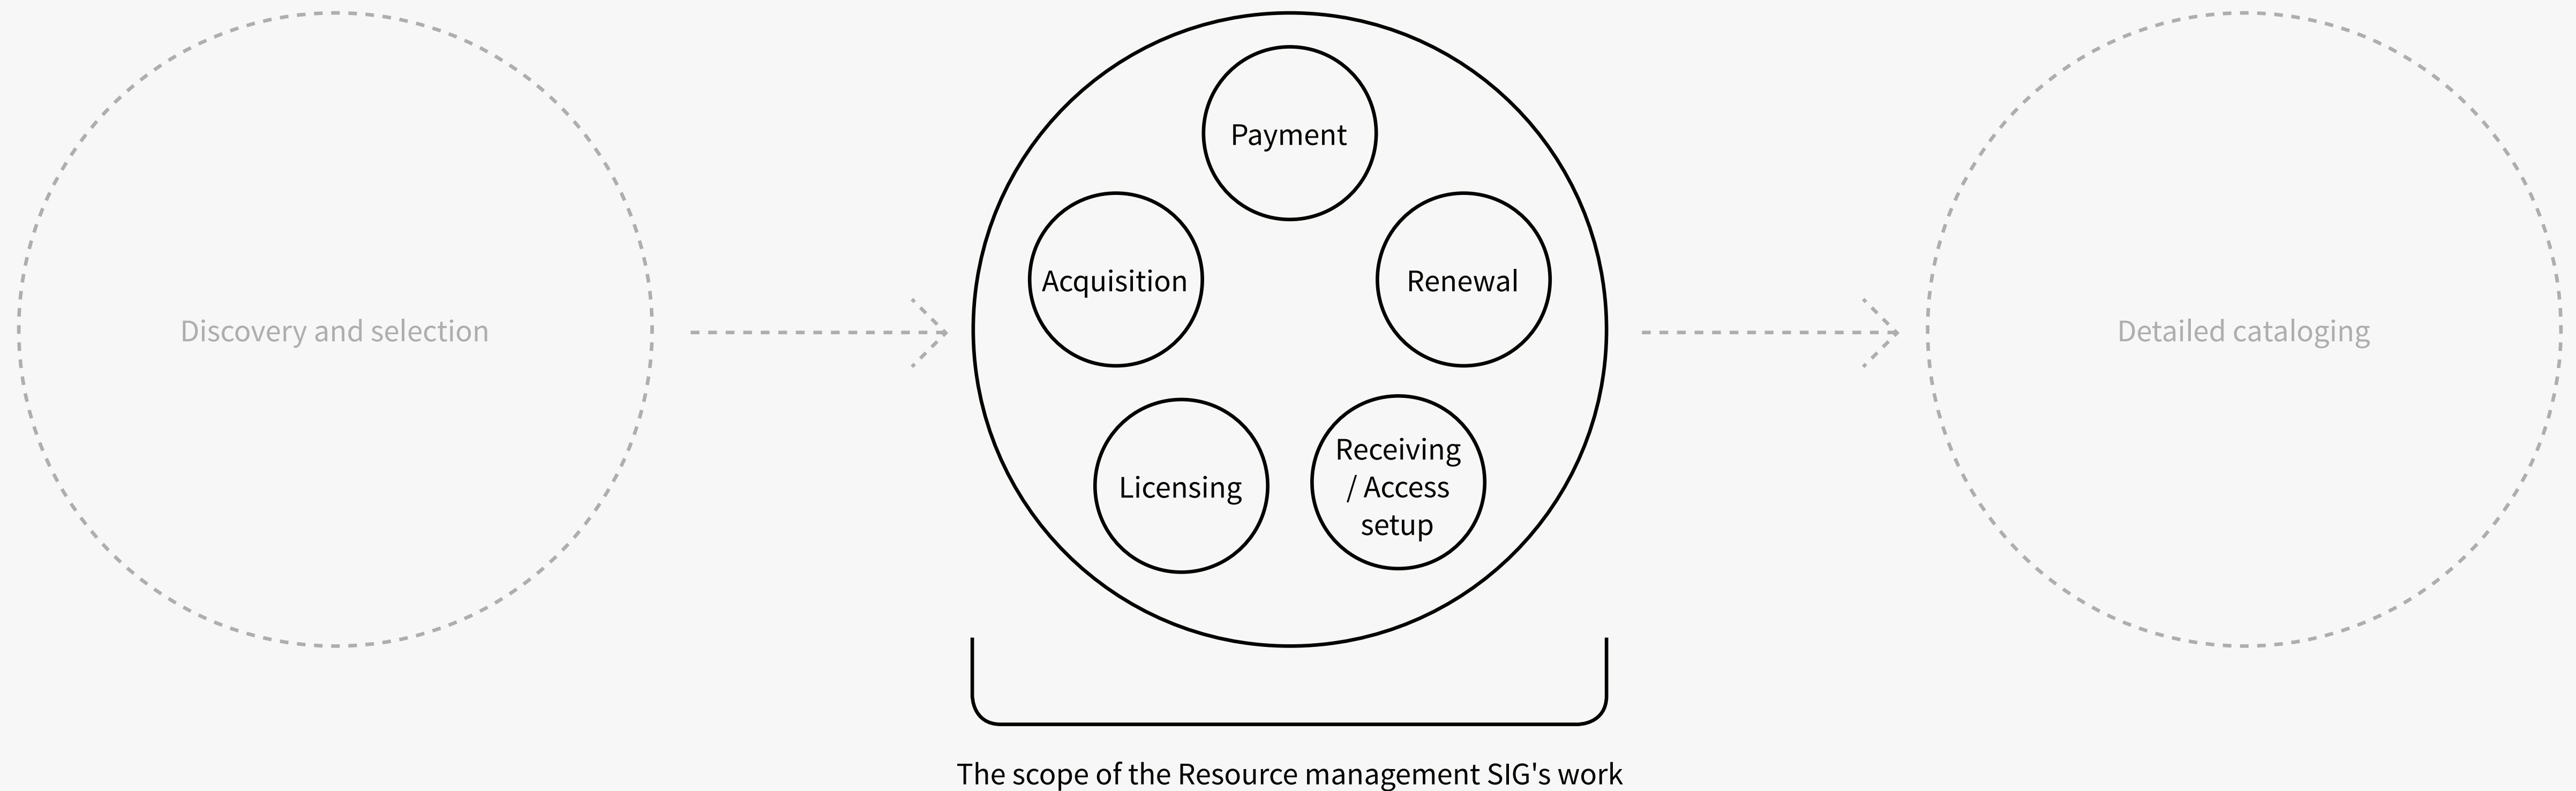 Discovery and selection
Payment
Acquisition
Renewal
Licensing
Receiving
/ Access
setup
Detailed cataloging
The scope of the Resource management SIG's work